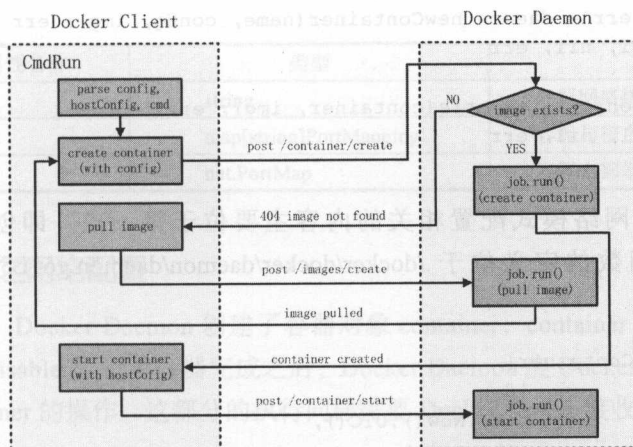 Docker Client
Docker Daemon
CmdRun
parse config,
hostConfig, cmd
NO
image exists?
create container
(with config)
post /container/create
YES
job.run()
(create container)
404 image not found
pull image
post /images/create
job.run()
(pull image)
image pulled
start container
(with hostCofig)
container created
post /container/start
job.run()
(start container)